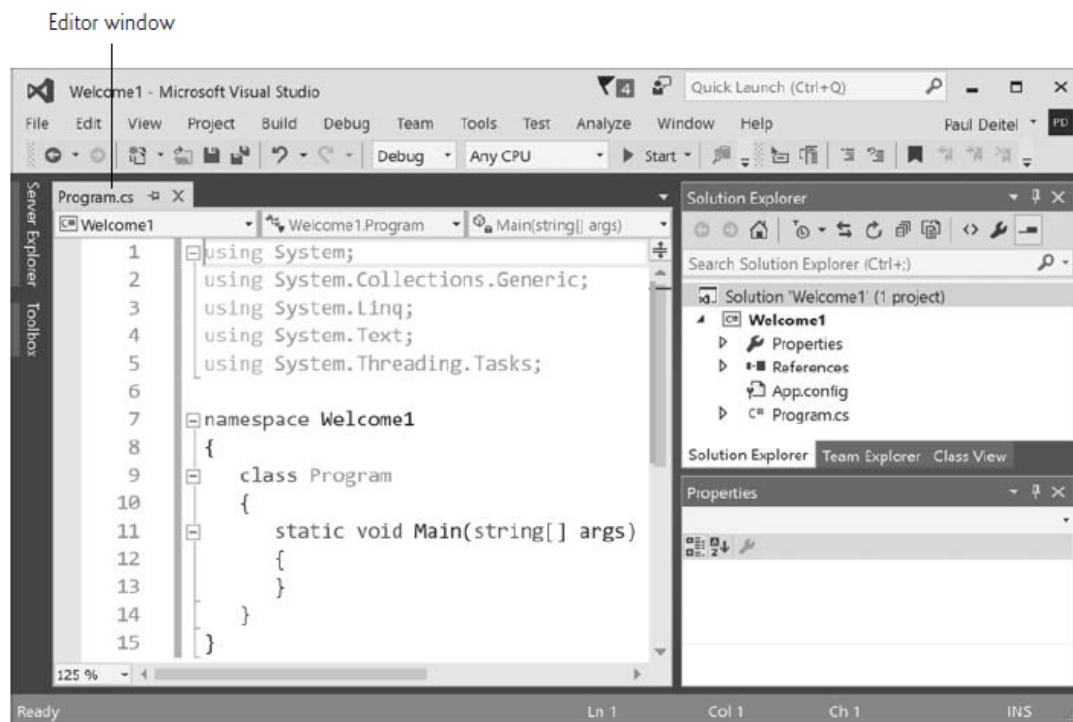 Editor window
Welcome1 - Microsoft Visual Studio 4 Quick Launch (Ctrl+Q)
File Edit View Project Build Debug Team Tools Test Analyze Window Help Paul Deitel PD
Debug Any CPU Start
Server Explorer
Toolbox
Program.cs
Welcome1 Welcome1.Program Main(string[] args)
1 using System;
2 using System.Collections.Generic;
3 using System.Linq;
4 using System.Text;
5 using System.Threading.Tasks;
6
7 namespace Welcome1
8 {
9 class Program
10 {
11 static void Main(string[] args)
12 {
13 }
14 }
15 }
125 %
Solution Explorer
Search Solution Explorer (Ctrl+;)
Solution 'Welcome1' (1 project)
C# Welcome1
Properties
References
App.config
C# Program.cs
Solution Explorer Team Explorer Class View
Properties
Ready Ln 1 Col 1 Ch 1 INS